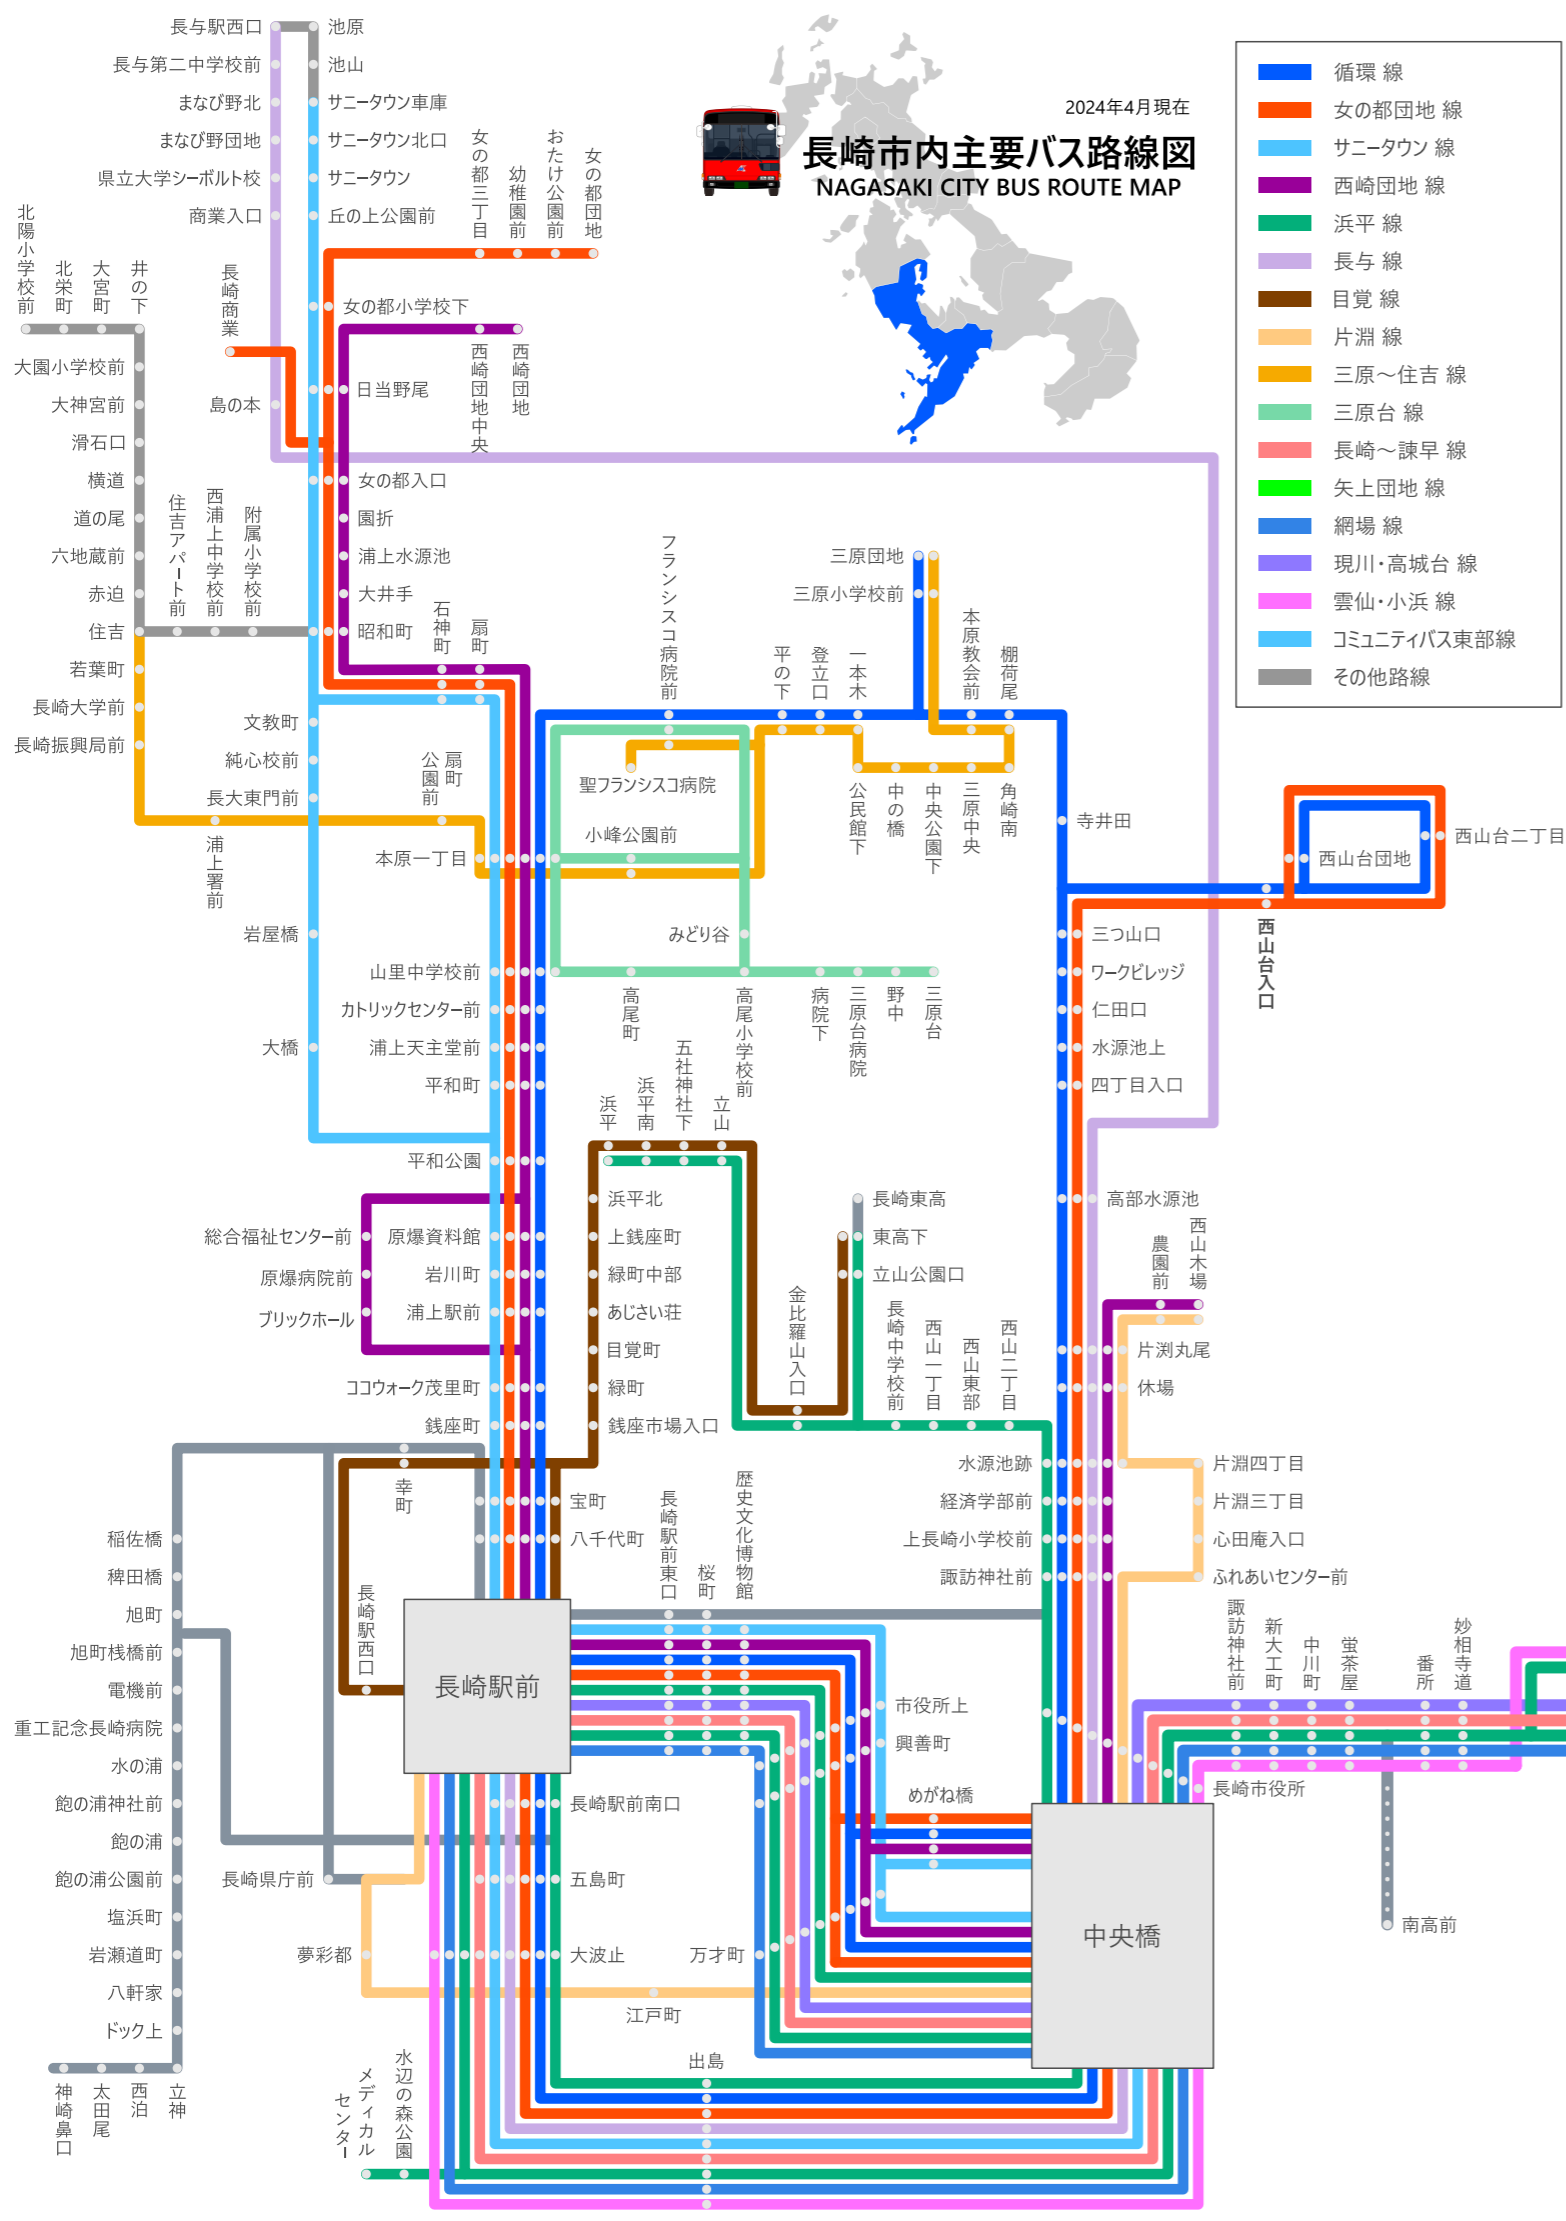 2024年4月現在
長崎市内主要バス路線図
NAGASAKI CITY BUS ROUTE MAP
循環 線
女の都団地 線
サニータウン 線
西崎団地 線
浜平 線
長与 線
目覚 線
片淵 線
三原～住吉 線
三原台 線
長崎～諫早 線
矢上団地 線
網場 線
現川・高城台 線
雲仙・小浜 線
コミュニティバス東部線
その他路線
長与駅西口
長与第二中学校前
まなび野北
まなび野団地
県立大学シーボルト校
商業入口
池原
池山
サニータウン車庫
サニータウン北口
サニータウン
丘の上公園前
女の都三丁目
幼稚園前
おたけ公園前
女の都団地
北陽小学校前
北栄町
大宮町
井の下
長崎商業
女の都小学校下
大園小学校前
大神宮前
滑石口
横道
道の尾
六地蔵前
赤迫
住吉
若葉町
長崎大学前
長崎振興局前
島の本
日当野尾
西崎団地中央
西崎団地
女の都入口
園折
浦上水源池
大井手
昭和町
住吉アパート前
西浦上中学校前
附属小学校前
石神町
扇町
文教町
純心校前
長大東門前
扇町
公園前
浦上署前
本原一丁目
岩屋橋
大橋
山里中学校前
カトリックセンター前
浦上天主堂前
平和町
平和公園
フランシスコ病院前
聖フランシスコ病院
小峰公園前
みどり谷
高尾町
高尾小学校前
病院下
三原台病院
野中
三原台
三原団地
三原小学校前
平の下
登立口
一本木
本原教会前
棚荷尾
公民館下
中の橋
中央公園下
三原中央
角崎南
寺井田
西山台団地
西山台二丁目
西山台入口
三つ山口
ワークビレッジ
仁田口
水源池上
四丁目入口
高部水源池
農園前
西山木場
片渕丸尾
休場
浜平
浜平南
五社神社下
立山
浜平北
上銭座町
緑町中部
あじさい荘
目覚町
緑町
銭座市場入口
長崎東高
東高下
立山公園口
金比羅山入口
長崎中学校前
西山一丁目
西山東部
西山二丁目
総合福祉センター前
原爆病院前
ブリックホール
原爆資料館
岩川町
浦上駅前
ココウォーク茂里町
銭座町
幸町
宝町
八千代町
水源池跡
経済学部前
上長崎小学校前
諏訪神社前
片淵四丁目
片淵三丁目
心田庵入口
ふれあいセンター前
長崎駅前東口
桜町
歴史文化博物館
長崎駅西口
長崎駅前
稲佐橋
稗田橋
旭町
旭町桟橋前
電機前
重工記念長崎病院
水の浦
飽の浦神社前
飽の浦
飽の浦公園前
塩浜町
岩瀬道町
八軒家
ドック上
神崎鼻口
太田尾
西泊
立神
長崎県庁前
夢彩都
長崎駅前南口
五島町
大波止
万才町
江戸町
出島
メディカル
センター
水辺の森公園
市役所上
興善町
めがね橋
中央橋
長崎市役所
諏訪神社前
新大工町
中川町
蛍茶屋
番所
妙相寺道
南高前